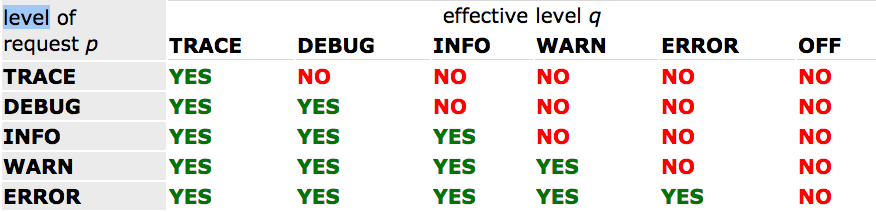 level of request p effective level q
TRACE DEBUG INFO WARN ERROR OFF
TRACE YES NO NO NO NO NO
DEBUG YES YES NO NO NO NO
INFO YES YES YES NO NO NO
WARN YES YES YES YES NO NO
ERROR YES YES YES YES YES NO